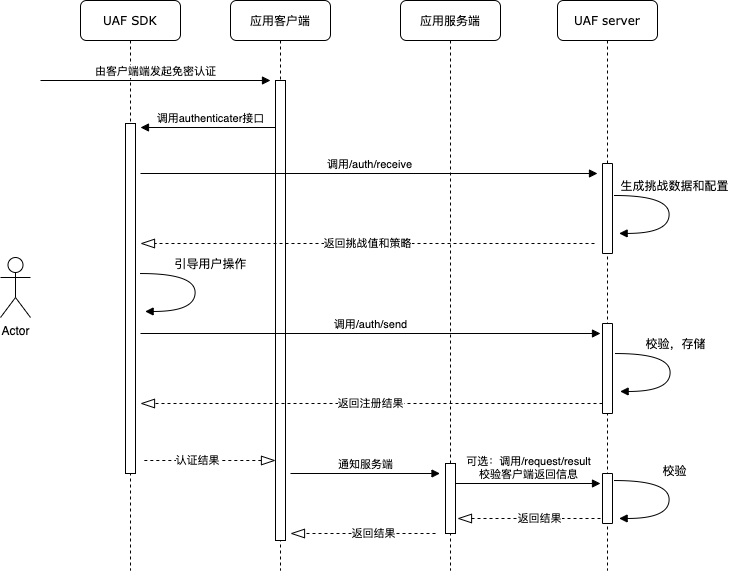 UAF SDK
应用客户端
应用服务端
UAF server
由客户端端发起免密认证
调用authenticater接口
调用/auth/receive
生成挑战数据和配置
返回挑战值和策略
引导用户操作
Actor
调用/auth/send
校验，存储
返回注册结果
认证结果
通知服务端
可选：调用/request/result
校验客户端返回信息
校验
返回结果
返回结果